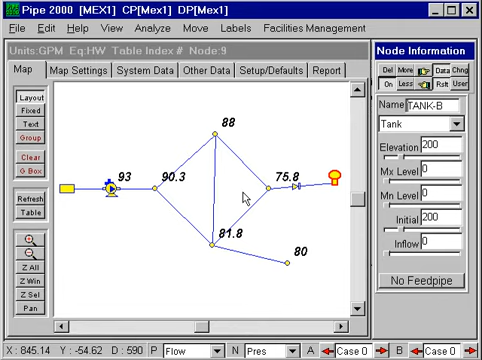 Pipe 2000 [MEX1] CP[Mex1] DP[Mex1]
File Edit View Analyze Move Labels Facilities Management
Units:GPM Eq:HW Table Index # Node:9
Map Map Settings System Data Other Data Setup/Defaults Report
Layout
Fixed
Text
Group
Clear
G Box
Refresh
Table
Z All
Z Win
Z Sel
Pan
88
93
90.3
75.8
81.8
80
Node Information
Del More Data Chng
On Less Rslt User
Name TANK-B
Tank
Elevation 200
Mx Level 0
Mn Level 0
Initial 200
Inflow 0
No Feedpipe
X : 845.14 Y : -54.62 D : 590 P Flow N Pres A Case 0 B Case 0